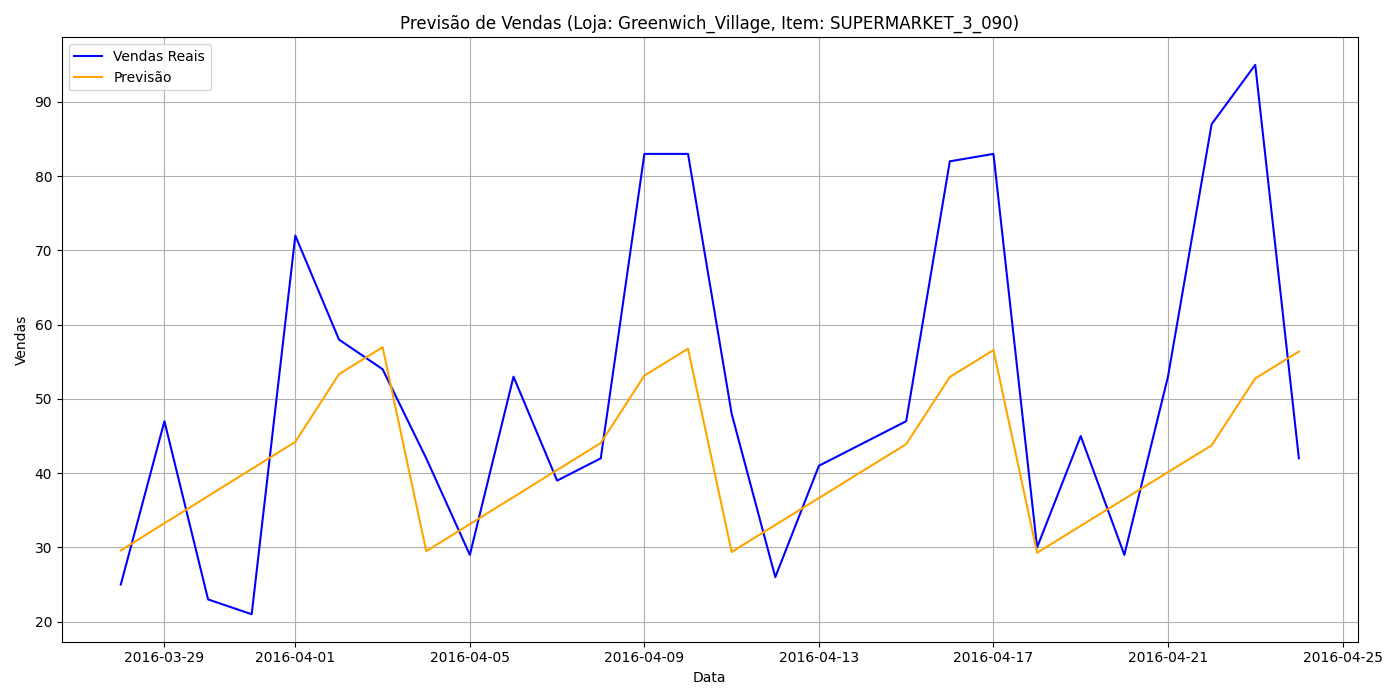 Previsão de Vendas (Loja: Greenwich_Village, Item: SUPERMARKET_3_090)
Vendas Reais
Previsão
90
80
70
60
50
40
30
20
Vendas
2016-03-29 2016-04-01 2016-04-05 2016-04-09 2016-04-13 2016-04-17 2016-04-21 2016-04-25
Data